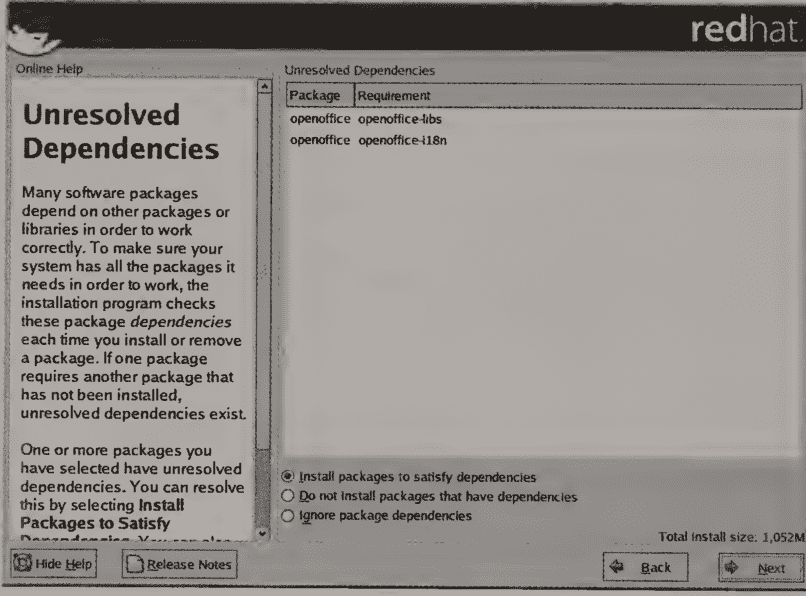 redhat.
Online Help
Unresolved
Dependencies
Many software packages
depend on other packages or
libraries in order to work
correctly. To make sure your
system has all the packages it
needs in order to work, the
installation program checks
these package dependencies
each time you install or remove
a package. If one package
requires another package that
has not been installed,
unresolved dependencies exist.
One or more packages you
have selected have unresolved
dependencies. You can resolve
this by selecting Install
Packages to Satisfy
Unresolved Dependencies
Package Requirement
openoffice openoffice-libs
openoffice openoffice-i18n
Install packages to satisfy dependencies
Do not install packages that have dependencies
Ignore package dependencies
Total install size: 1,052M
Hide Help
Release Notes
Back
Next